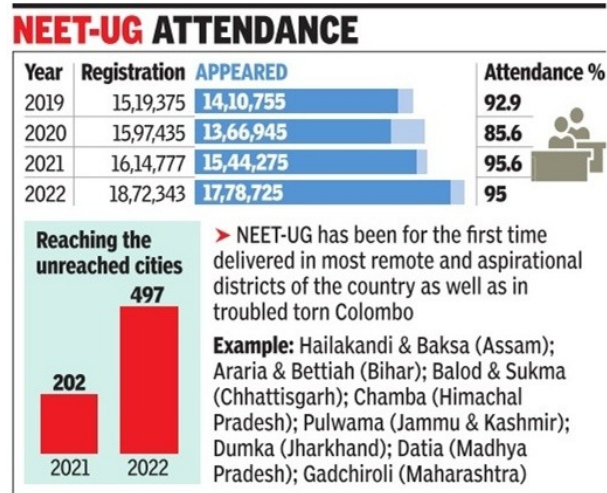 NEET-UG ATTENDANCE
Year Registration APPEARED Attendance %
2019 15,19,375 14,10,755 92.9
2020 15,97,435 13,66,945 85.6
2021 16,14,777 15,44,275 95.6
2022 18,72,343 17,78,725 95
Reaching the
unreached cities
497
202
2021 2022
➤ NEET-UG has been for the first time
delivered in most remote and aspirational
districts of the country as well as in
troubled torn Colombo
Example: Hailakandi & Baksa (Assam);
Araria & Bettiah (Bihar); Balod & Sukma
(Chhattisgarh); Chamba (Himachal
Pradesh); Pulwama (Jammu & Kashmir);
Dumka (Jharkhand); Datia (Madhya
Pradesh); Gadchiroli (Maharashtra)